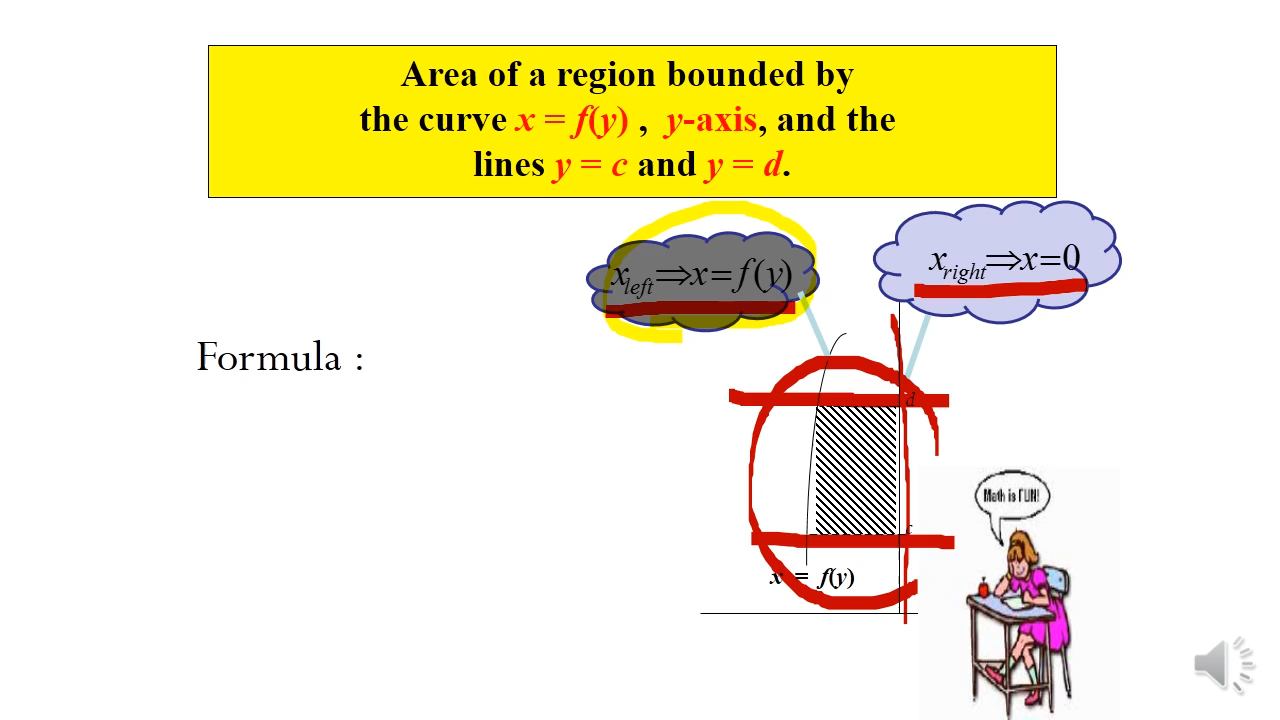 Area of a region bounded by
the curve x = f(y) , y-axis, and the
lines y = c and y = d.
x_left ⇒ x = f(y)
x_right ⇒ x = 0
Formula :
d
c
x = f(y)
Math is FUN!